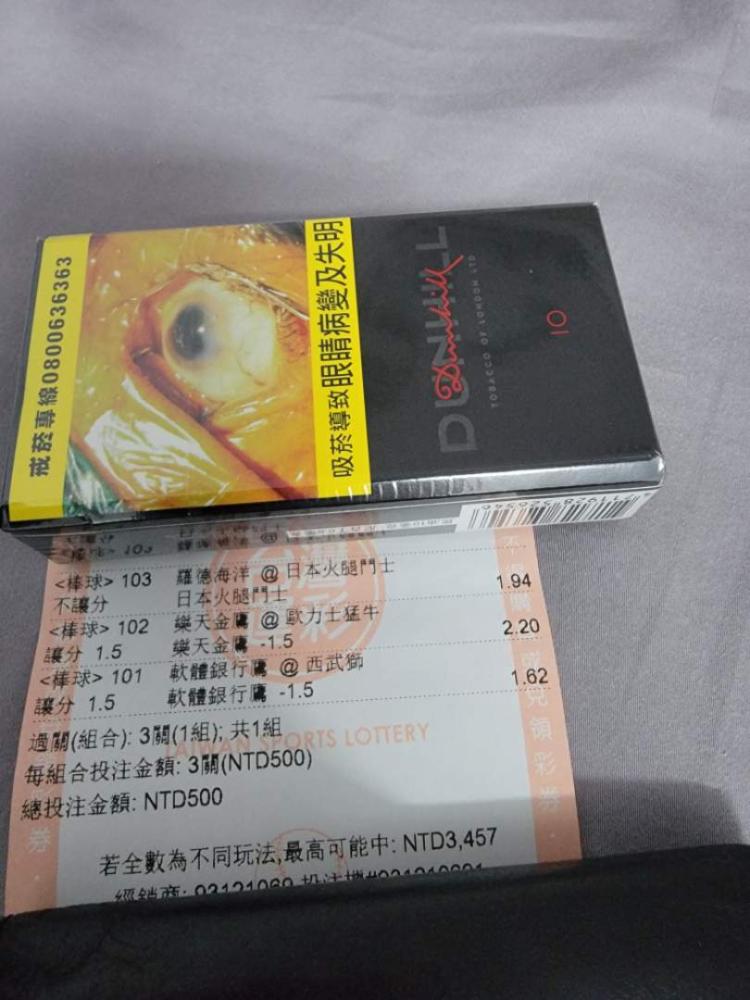 戒菸專線0800636363
吸菸導致眼睛病變及失明
DUNHILL
Dunhill
TOBACCO OF LONDON LTD
10
<棒球> 103 羅德海洋 @ 日本火腿鬥士
不讓分 日本火腿鬥士 1.94
<棒球> 102 樂天金鷹 @ 歐力士猛牛
讓分 1.5 樂天金鷹 -1.5 2.20
<棒球> 101 軟體銀行鷹 @ 西武獅
讓分 1.5 軟體銀行鷹 -1.5 1.62
過關(組合): 3關(1組); 共1組
TAIWAN SPORTS LOTTERY
每組合投注金額: 3關(NTD500)
總投注金額: NTD500
若全數為不同玩法,最高可能中: NTD3,457
經銷商: 93121069